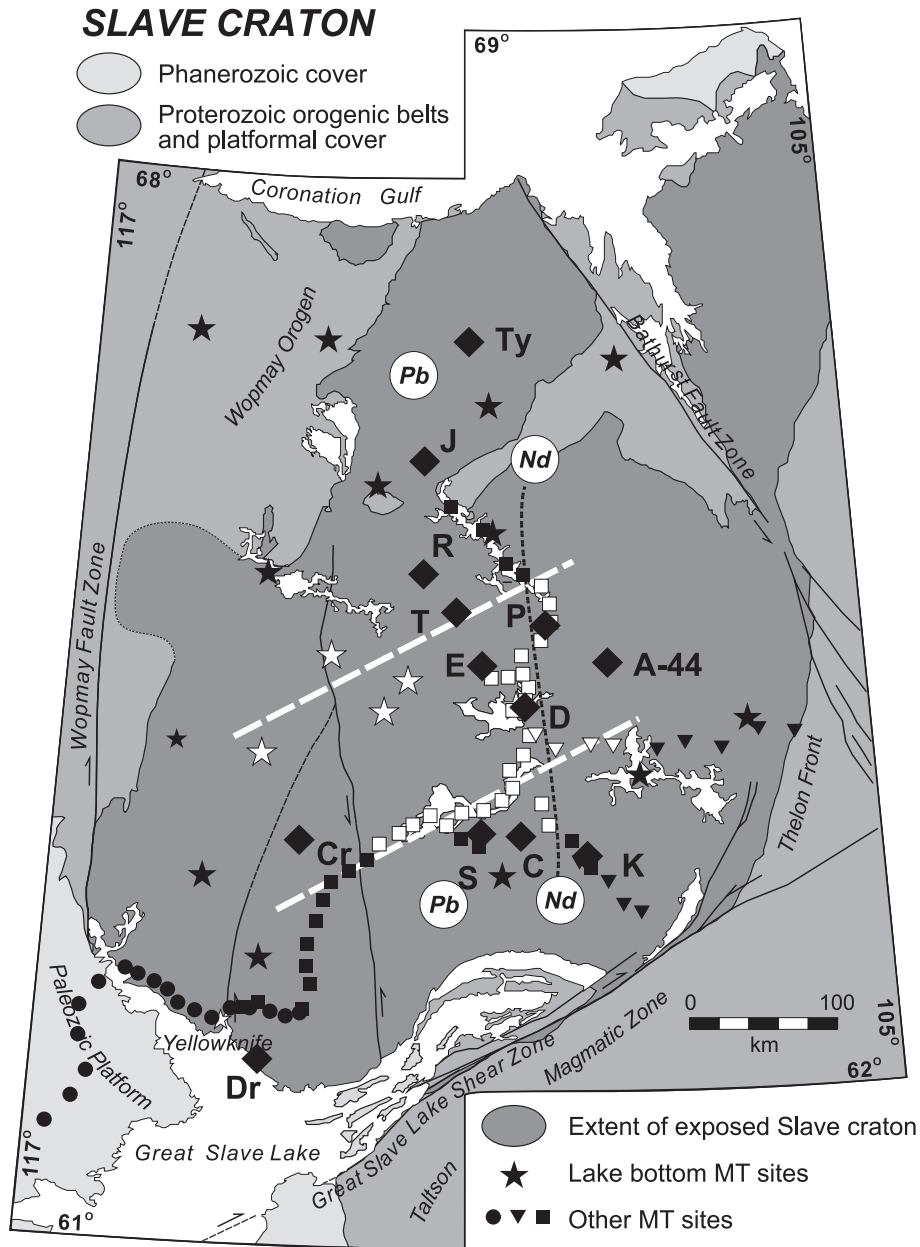 SLAVE CRATON
Phanerozoic cover
Proterozoic orogenic belts
and platformal cover
69°
105°
68°
117°
Coronation Gulf
Wopmay Orogen
Bathurst Fault Zone
Ty
Pb
J
Nd
R
T
P
E
A-44
D
Wopmay Fault Zone
Thelon Front
Cr
S
C
K
Pb
Nd
Paleozoic Platform
Yellowknife
Dr
0 100
km
105°
62°
Magmatic Zone
Great Slave Lake Shear Zone
Great Slave Lake
Taltson
117°
61°
Extent of exposed Slave craton
Lake bottom MT sites
Other MT sites